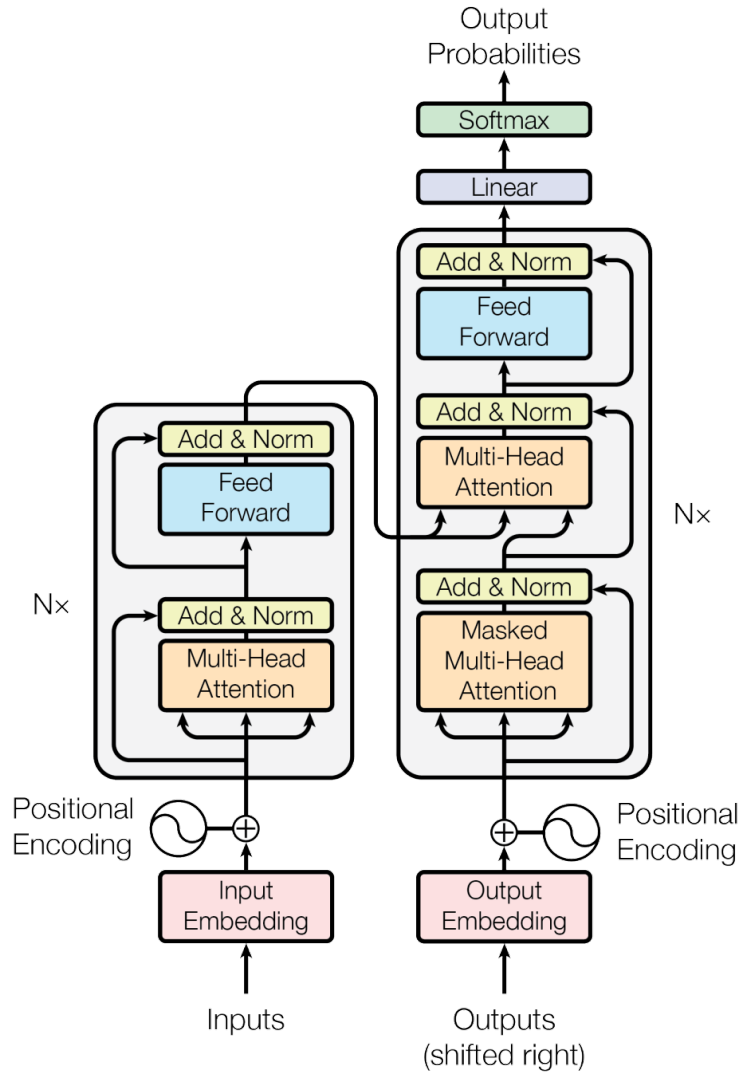 Output
Probabilities
Softmax
Linear
Add & Norm
Feed
Forward
Add & Norm
Multi-Head
Attention
Add & Norm
Masked
Multi-Head
Attention
Nx
Add & Norm
Feed
Forward
Add & Norm
Multi-Head
Attention
Nx
Positional
Encoding
Positional
Encoding
Input
Embedding
Output
Embedding
Inputs
Outputs
(shifted right)